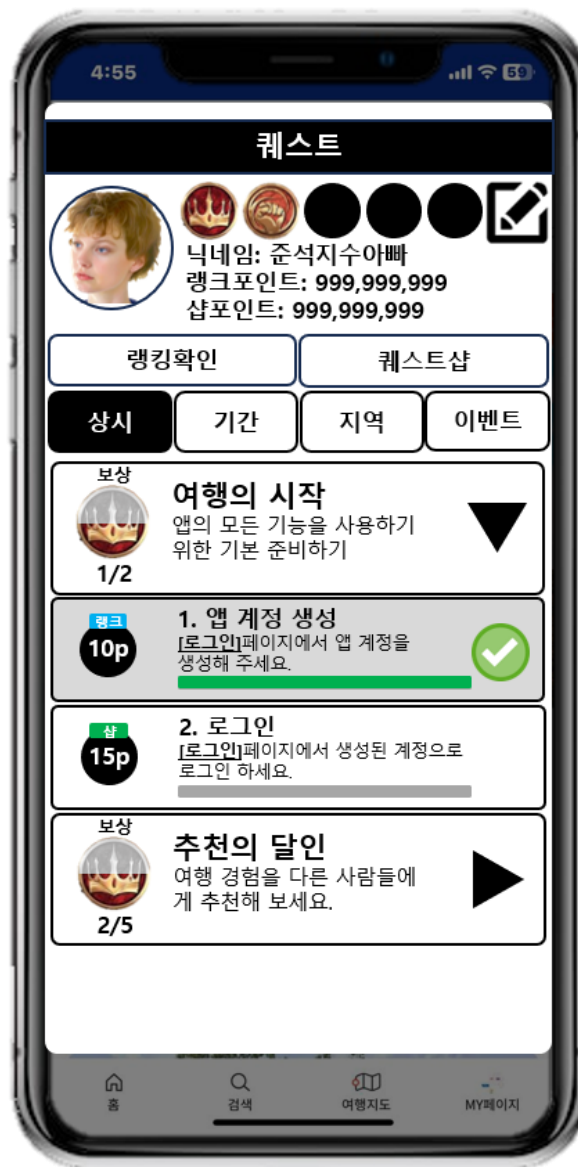 4:55
59
퀘스트
닉네임: 준석지수아빠
랭크포인트: 999,999,999
샵포인트: 999,999,999
랭킹확인
퀘스트샵
상시
기간
지역
이벤트
보상
1/2
여행의 시작
앱의 모든 기능을 사용하기
위한 기본 준비하기
랭크
10p
1. 앱 계정 생성
[로그인]페이지에서 앱 계정을
생성해 주세요.
샵
15p
2. 로그인
[로그인]페이지에서 생성된 계정으로
로그인 하세요.
보상
2/5
추천의 달인
여행 경험을 다른 사람들에
게 추천해 보세요.
홈
검색
여행지도
MY페이지